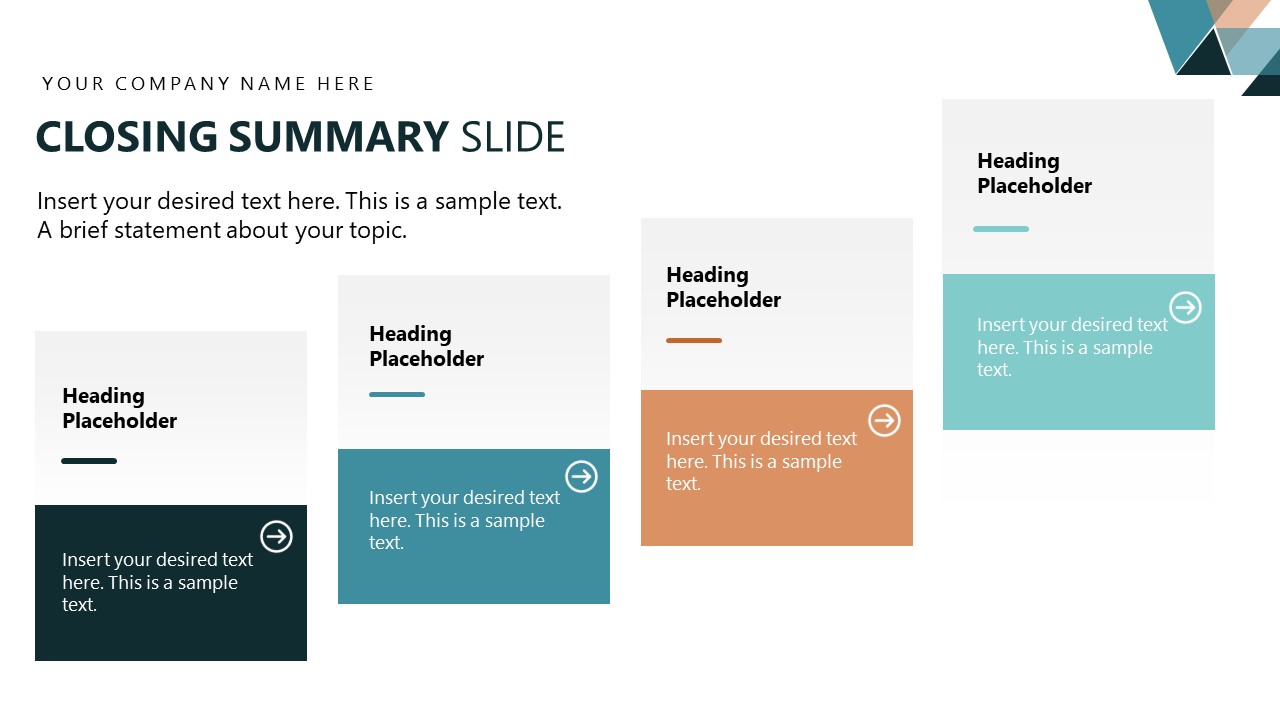 YOUR COMPANY NAME HERE
CLOSING SUMMARY SLIDE
Insert your desired text here. This is a sample text.
A brief statement about your topic.
Heading
Placeholder
Insert your desired text
here. This is a sample
text.
Heading
Placeholder
Insert your desired text
here. This is a sample
text.
Heading
Placeholder
Insert your desired text
here. This is a sample
text.
Heading
Placeholder
Insert your desired text
here. This is a sample
text.